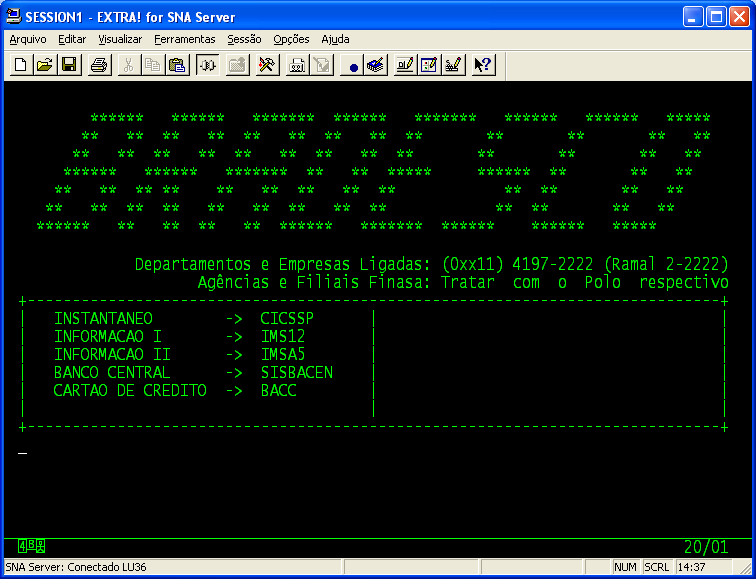 SESSION1 - EXTRA! for SNA Server
Arquivo Editar Visualizar Ferramentas Sessão Opções Ajuda
Departamentos e Empresas Ligadas: (0xx11) 4197-2222 (Ramal 2-2222)
Agências e Filiais Finasa: Tratar com o Polo respectivo
INSTANTANEO -> CICSSP
INFORMACAO I -> IMS12
INFORMACAO II -> IMSA5
BANCO CENTRAL -> SISBACEN
CARTAO DE CREDITO -> BACC
20/01
SNA Server: Conectado LU36 NUM SCRL 14:37